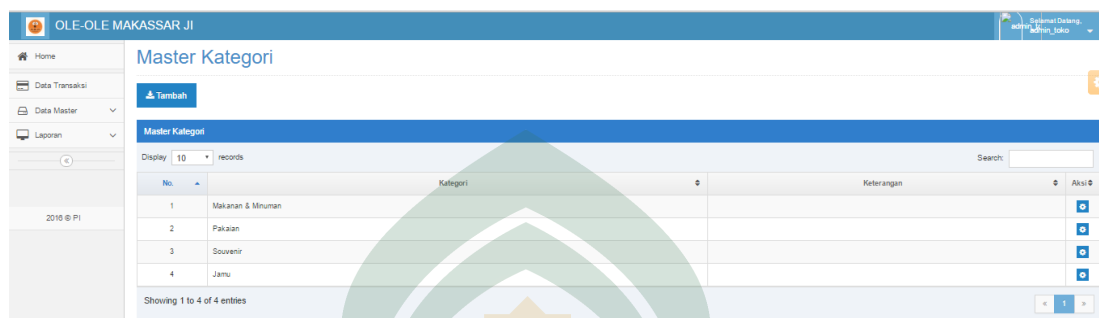 OLE-OLE MAKASSAR JI
Selamat Datang,
admin_toko
Home
Data Transaksi
Data Master
Laporan
2016 @ PI
Master Kategori
Tambah
Master Kategori
Display 10 records
Search:
No. Kategori Keterangan Aksi
1 Makanan & Minuman
2 Pakaian
3 Souvenir
4 Jamu
Showing 1 to 4 of 4 entries
« 1 »